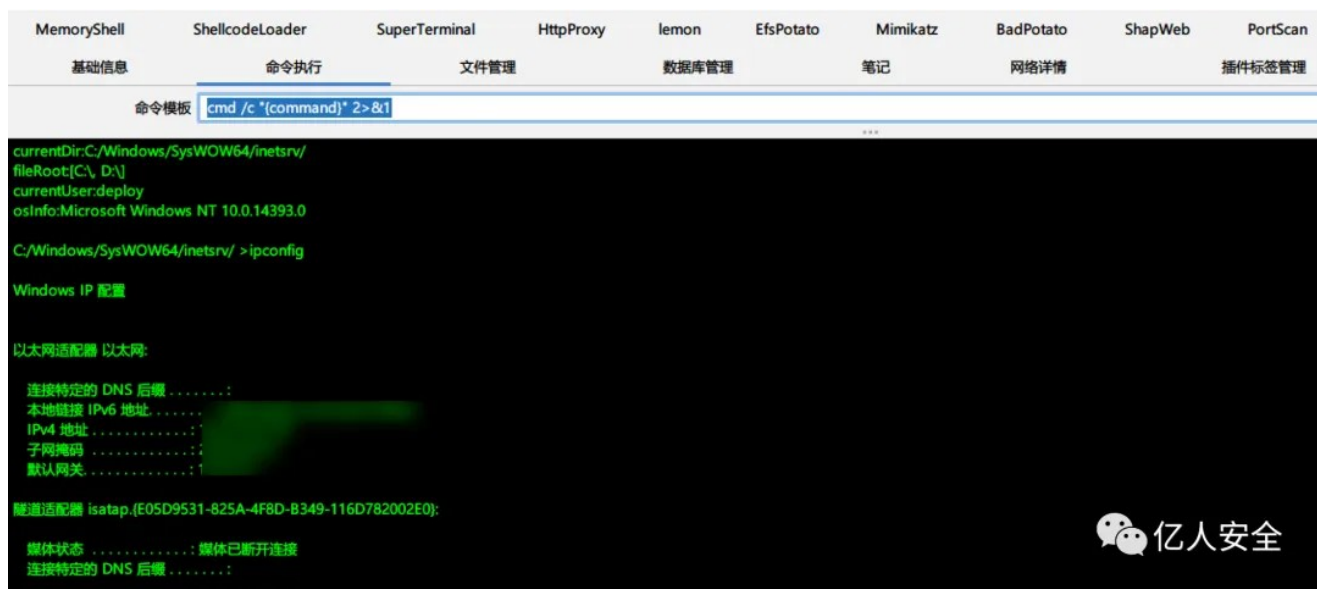 MemoryShell ShellcodeLoader SuperTerminal HttpProxy lemon EfsPotato Mimikatz BadPotato ShapWeb PortScan
基础信息 命令执行 文件管理 数据库管理 笔记 网络详情 插件标签管理
命令模板 cmd /c "{command}" 2>&1
currentDir:C:/Windows/SysWOW64/inetsrv/
fileRoot:[C:\, D:\]
currentUser:deploy
osInfo:Microsoft Windows NT 10.0.14393.0
C:/Windows/SysWOW64/inetsrv/ >ipconfig
Windows IP 配置
以太网适配器 以太网:
连接特定的 DNS 后缀 . . . . . . . :
本地链接 IPv6 地址. . . . . . .
IPv4 地址 . . . . . . . . . . . . :
子网掩码 . . . . . . . . . . . . :
默认网关. . . . . . . . . . . . . :
隧道适配器 isatap.{E05D9531-825A-4F8D-B349-116D782002E0}:
媒体状态 . . . . . . . . . . . . : 媒体已断开连接
连接特定的 DNS 后缀 . . . . . . . :
亿人安全